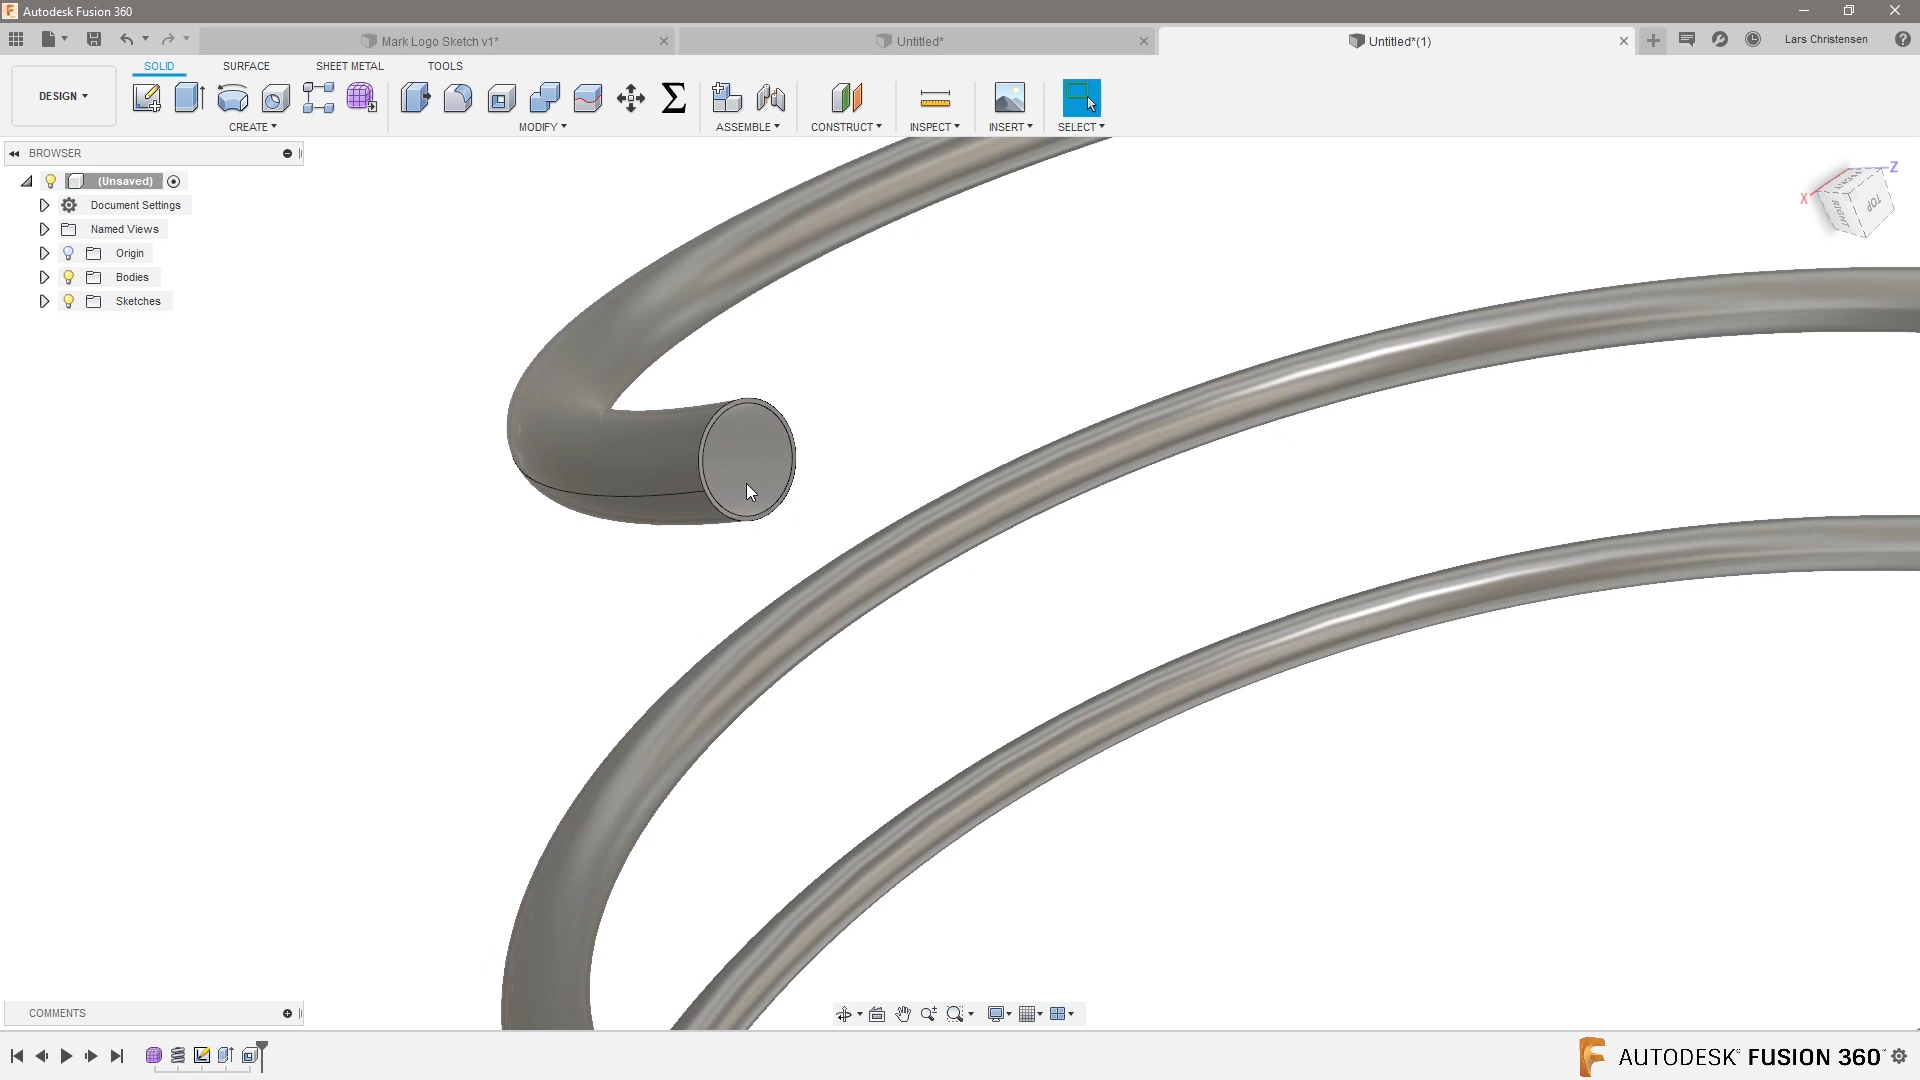 Autodesk Fusion 360
Mark Logo Sketch v1*
Untitled*
Untitled*(1)
Lars Christensen
SOLID SURFACE SHEET METAL TOOLS
DESIGN
CREATE MODIFY ASSEMBLE CONSTRUCT INSPECT INSERT SELECT
BROWSER
(Unsaved)
Document Settings
Named Views
Origin
Bodies
Sketches
Z
X
RIGHT
TOP
COMMENTS
AUTODESK FUSION 360